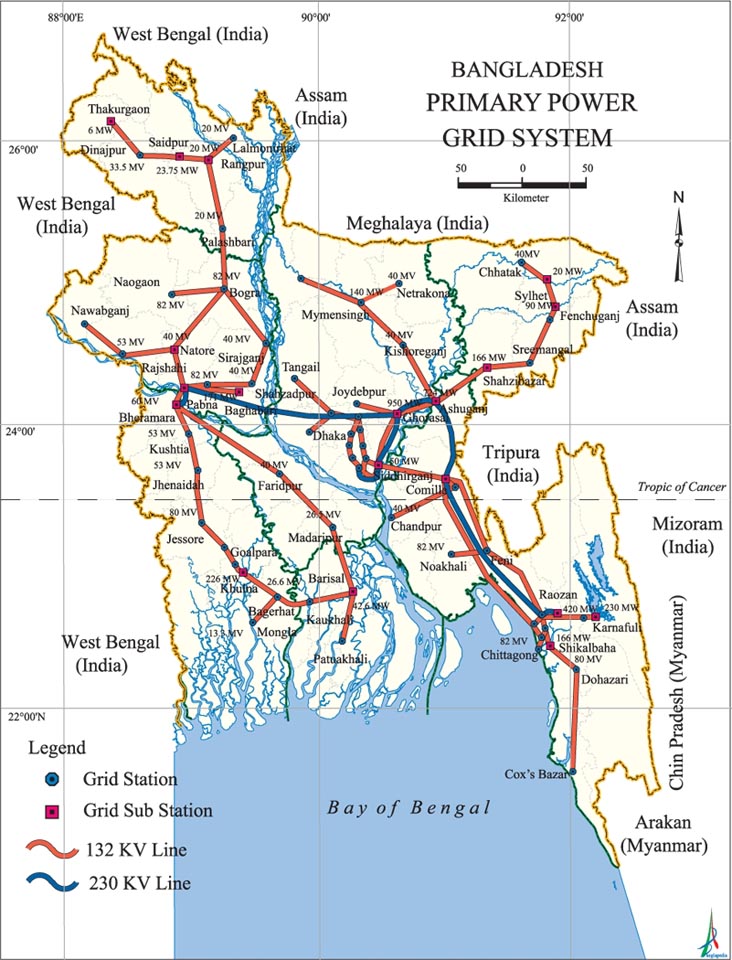 88°00'E
90°00'
92°00'
West Bengal (India)
Assam
(India)
BANGLADESH
PRIMARY POWER
GRID SYSTEM
50
0
50
Kilometer
N
26°00'
Thakurgaon
6 MW
Dinajpur
33.5 MV
Saidpur
23.75 MW
20 MW
20 MV
Lalmonirhat
Rangpur
West Bengal
(India)
20 MV
Palashbari
Meghalaya (India)
Assam
(India)
40MV
Chhatak
20 MW
Sylhet
90 MW
Fenchuganj
Sreemangal
166 MW
Shahzibazar
Naogaon
82 MV
82 MV
Bogra
Nawabganj
53 MV
40 MV
Natore
40 MV
Sirajganj
40 MV
Rajshahi
82 MV
Shahzadpur
Pabna
Baghabari
140 MW
Mymensingh
40 MV
Netrakona
40 MV
Kishoreganj
Tangail
Joydebpur
950 MW
Ghorasal
Ashuganj
24°00'
60 MV
Bheramara
53 MV
Kushtia
53 MV
Jhenaidah
80 MV
Jessore
Dhaka
Siddhirganj
Comilla
Tripura
(India)
Tropic of Cancer
Mizoram
(India)
40 MV
Faridpur
26.5 MV
Madaripur
40 MV
Chandpur
82 MV
Noakhali
Feni
Goalpara
226 MW
Khulna
26.6 MV
Bagerhat
Barisal
Kaukhali
42.6 MW
13.3 MV
Mongla
Patuakhali
West Bengal
(India)
Raozan
420 MW
230 MW
Karnafuli
166 MW
Shikalbaha
82 MV
Chittagong
80 MV
Dohazari
Chin Pradesh (Myanmar)
22°00'N
Cox's Bazar
Bay of Bengal
Arakan
(Myanmar)
Legend
Grid Station
Grid Sub Station
132 KV Line
230 KV Line